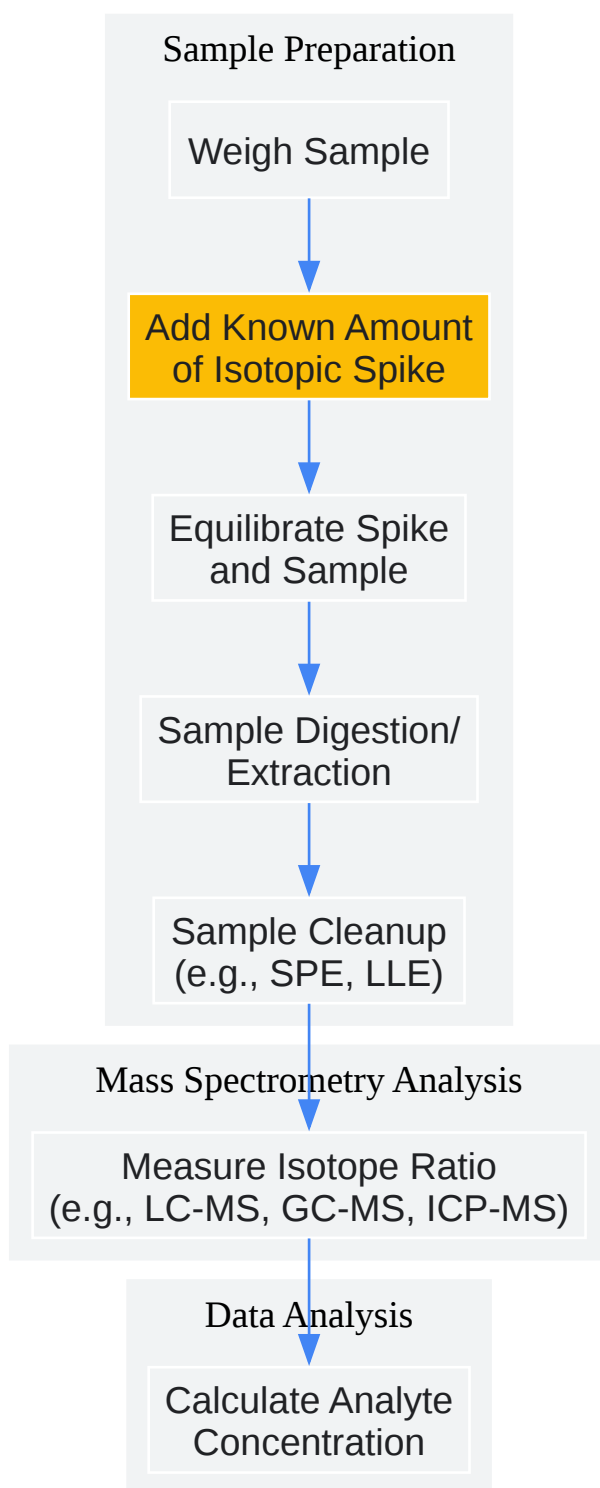 Sample Preparation
Weigh Sample
Add Known Amount
of Isotopic Spike
Equilibrate Spike
and Sample
Sample Digestion/
Extraction
Sample Cleanup
(e.g., SPE, LLE)
Mass Spectrometry Analysis
Measure Isotope Ratio
(e.g., LC-MS, GC-MS, ICP-MS)
Data Analysis
Calculate Analyte
Concentration